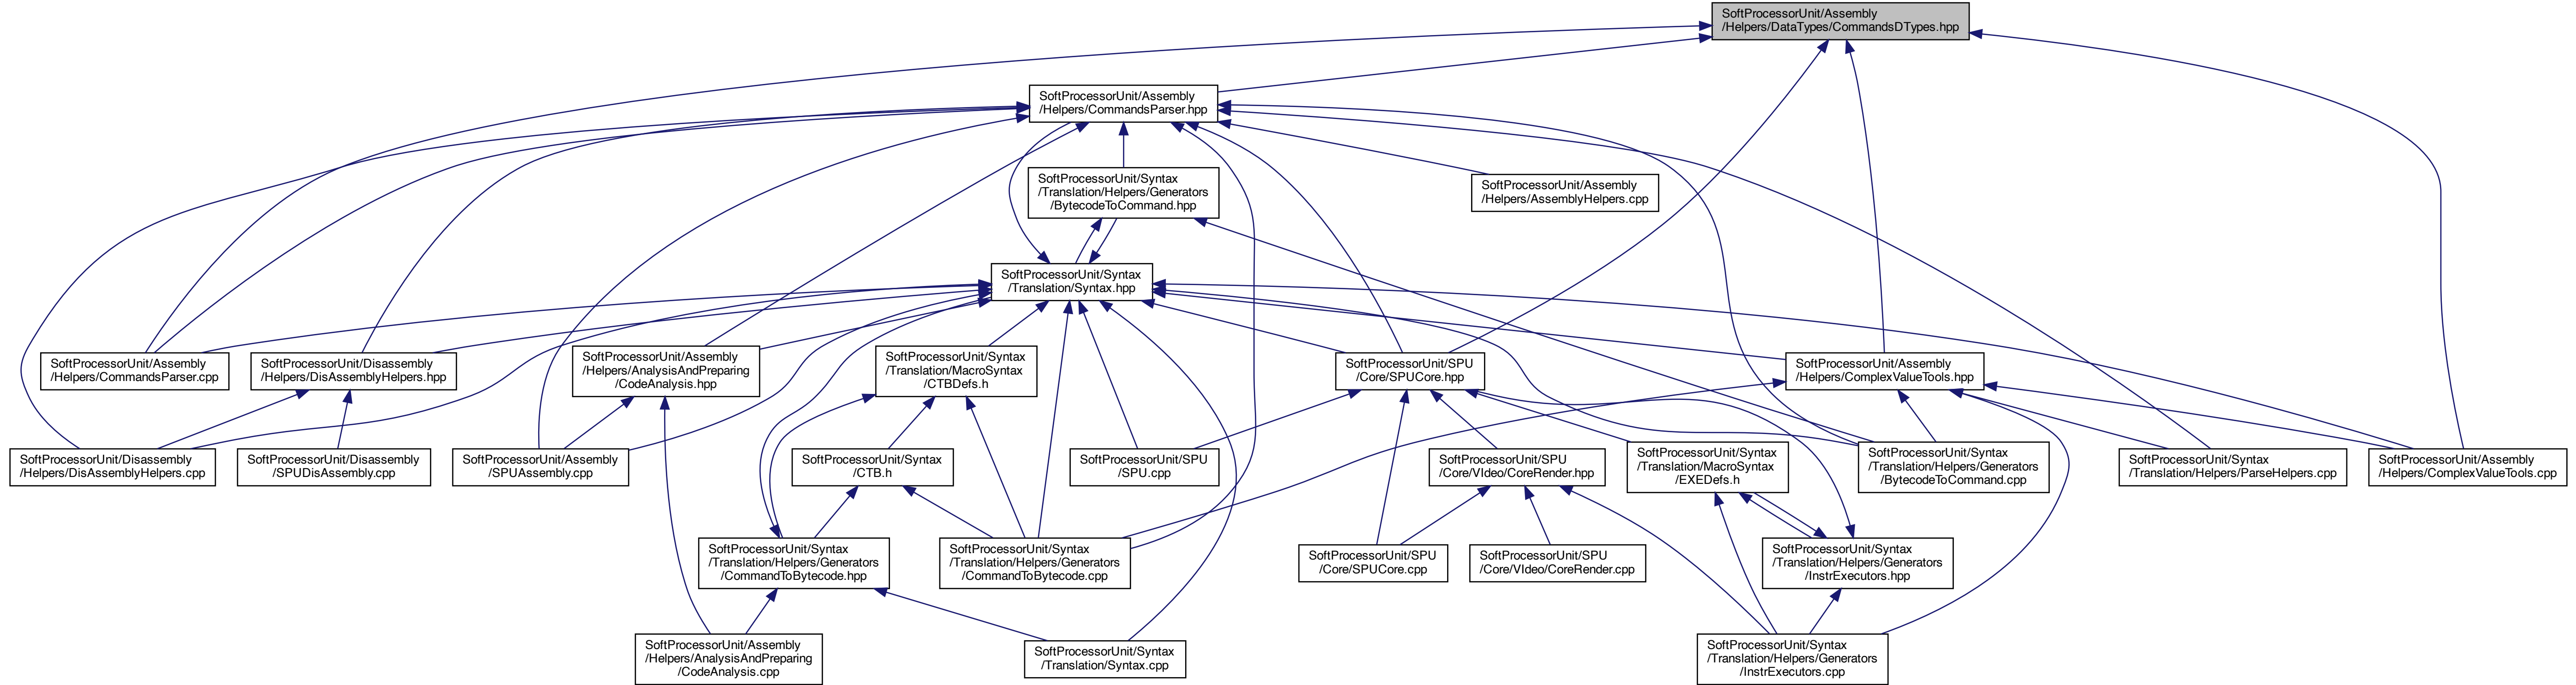 SoftProcessorUnit/Assembly
/Helpers/DataTypes/CommandsDTypes.hpp
SoftProcessorUnit/Assembly
/Helpers/CommandsParser.hpp
SoftProcessorUnit/Syntax
/Translation/Helpers/Generators
/BytecodeToCommand.hpp
SoftProcessorUnit/Assembly
/Helpers/AssemblyHelpers.cpp
SoftProcessorUnit/Syntax
/Translation/Syntax.hpp
SoftProcessorUnit/Assembly
/Helpers/CommandsParser.cpp
SoftProcessorUnit/Disassembly
/Helpers/DisAssemblyHelpers.hpp
SoftProcessorUnit/Assembly
/Helpers/AnalysisAndPreparing
/CodeAnalysis.hpp
SoftProcessorUnit/Syntax
/Translation/MacroSyntax
/CTBDefs.h
SoftProcessorUnit/SPU
/Core/SPUCore.hpp
SoftProcessorUnit/Assembly
/Helpers/ComplexValueTools.hpp
SoftProcessorUnit/Disassembly
/Helpers/DisAssemblyHelpers.cpp
SoftProcessorUnit/Disassembly
/SPUDisAssembly.cpp
SoftProcessorUnit/Assembly
/SPUAssembly.cpp
SoftProcessorUnit/Syntax
/CTB.h
SoftProcessorUnit/SPU
/SPU.cpp
SoftProcessorUnit/SPU
/Core/VIdeo/CoreRender.hpp
SoftProcessorUnit/Syntax
/Translation/MacroSyntax
/EXEDefs.h
SoftProcessorUnit/Syntax
/Translation/Helpers/Generators
/BytecodeToCommand.cpp
SoftProcessorUnit/Syntax
/Translation/Helpers/ParseHelpers.cpp
SoftProcessorUnit/Assembly
/Helpers/ComplexValueTools.cpp
SoftProcessorUnit/Syntax
/Translation/Helpers/Generators
/CommandToBytecode.hpp
SoftProcessorUnit/Syntax
/Translation/Helpers/Generators
/CommandToBytecode.cpp
SoftProcessorUnit/SPU
/Core/SPUCore.cpp
SoftProcessorUnit/SPU
/Core/VIdeo/CoreRender.cpp
SoftProcessorUnit/Syntax
/Translation/Helpers/Generators
/InstrExecutors.hpp
SoftProcessorUnit/Assembly
/Helpers/AnalysisAndPreparing
/CodeAnalysis.cpp
SoftProcessorUnit/Syntax
/Translation/Syntax.cpp
SoftProcessorUnit/Syntax
/Translation/Helpers/Generators
/InstrExecutors.cpp